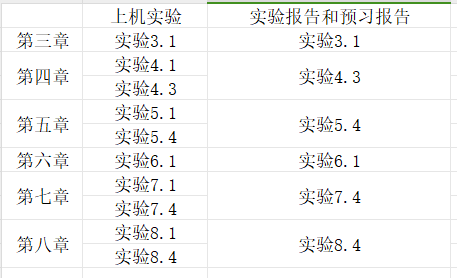 上机实验 实验报告和预习报告
第三章 实验3.1 实验3.1
第四章 实验4.1 实验4.3
实验4.3
第五章 实验5.1 实验5.4
实验5.4
第六章 实验6.1 实验6.1
第七章 实验7.1 实验7.4
实验7.4
第八章 实验8.1 实验8.4
实验8.4